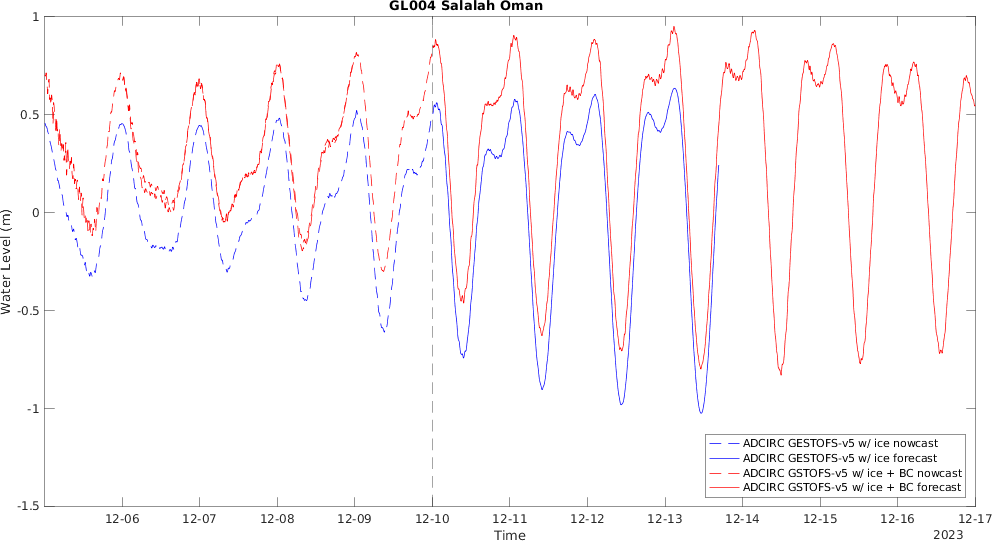 GL004 Salalah Oman
Water Level (m)
1
0.5
0
-0.5
-1
-1.5
12-06
12-07
12-08
12-09
12-10
12-11
12-12
12-13
12-14
12-15
12-16
12-17
Time
2023
ADCIRC GESTOFS-v5 w/ ice nowcast
ADCIRC GESTOFS-v5 w/ ice forecast
ADCIRC GSTOFS-v5 w/ ice + BC nowcast
ADCIRC GSTOFS-v5 w/ ice + BC forecast